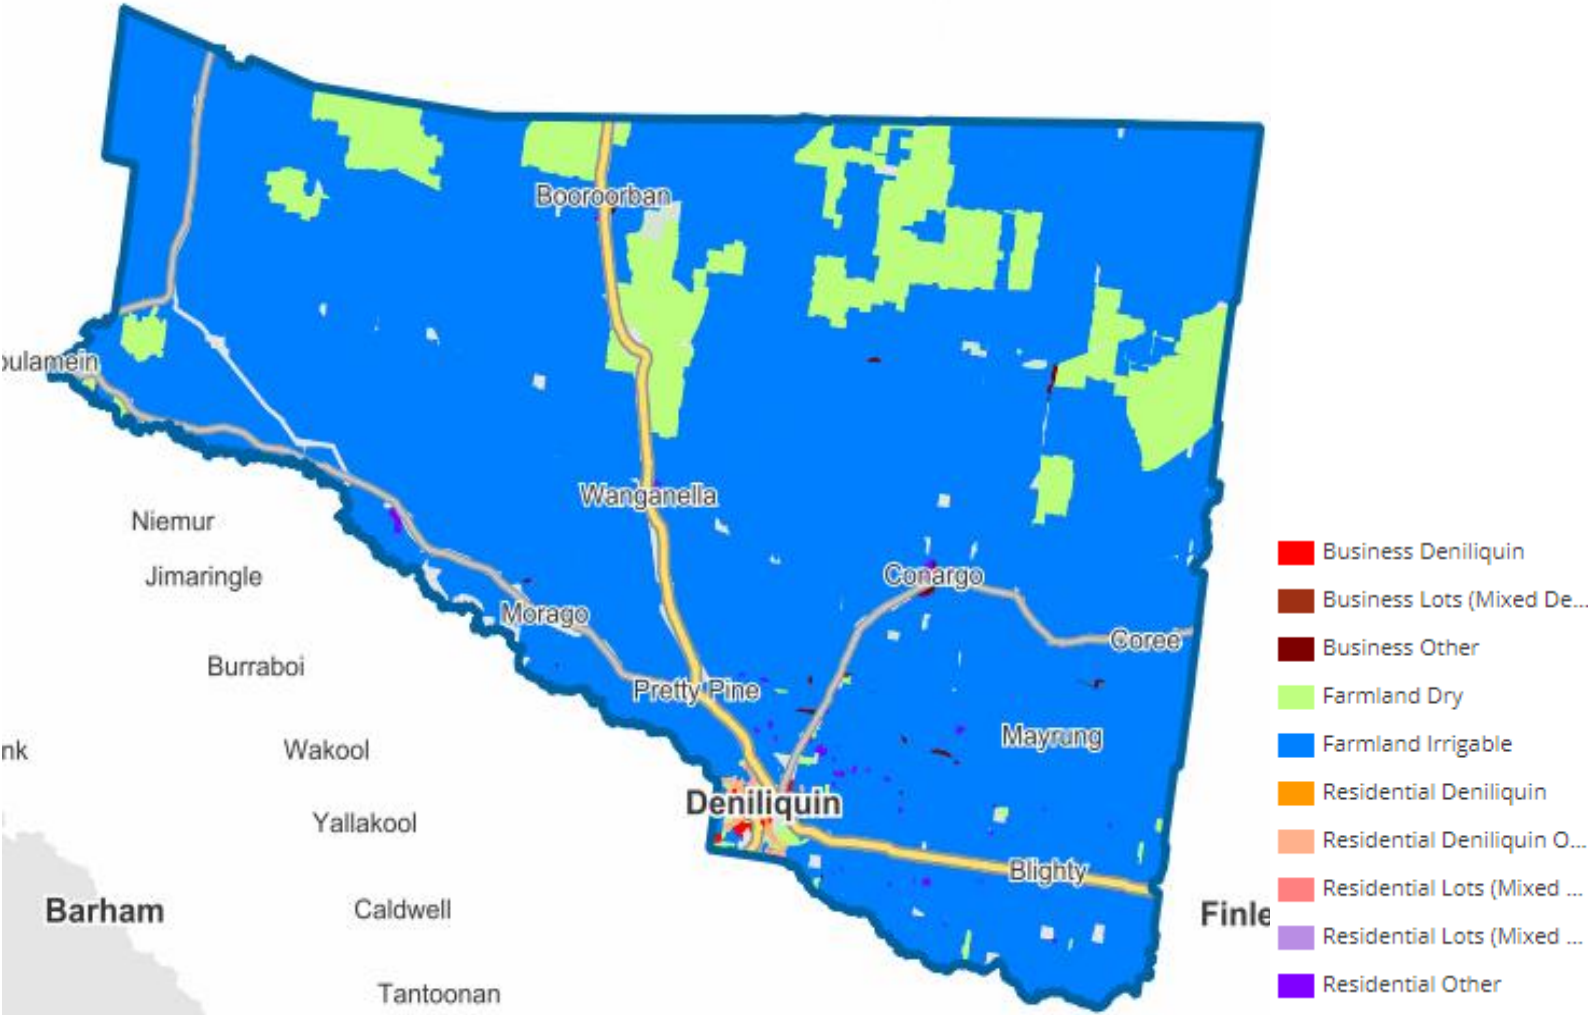 Booroorban
oulamein
Wanganella
Niemur
Jimaringle
Conargo
Morago
Coree
Burraboi
Pretty Pine
Mayrung
nk
Wakool
Deniliquin
Yallakool
Blighty
Barham
Caldwell
Finle
Tantoonan
Business Deniliquin
Business Lots (Mixed De...
Business Other
Farmland Dry
Farmland Irrigable
Residential Deniliquin
Residential Deniliquin O...
Residential Lots (Mixed ...
Residential Lots (Mixed ...
Residential Other